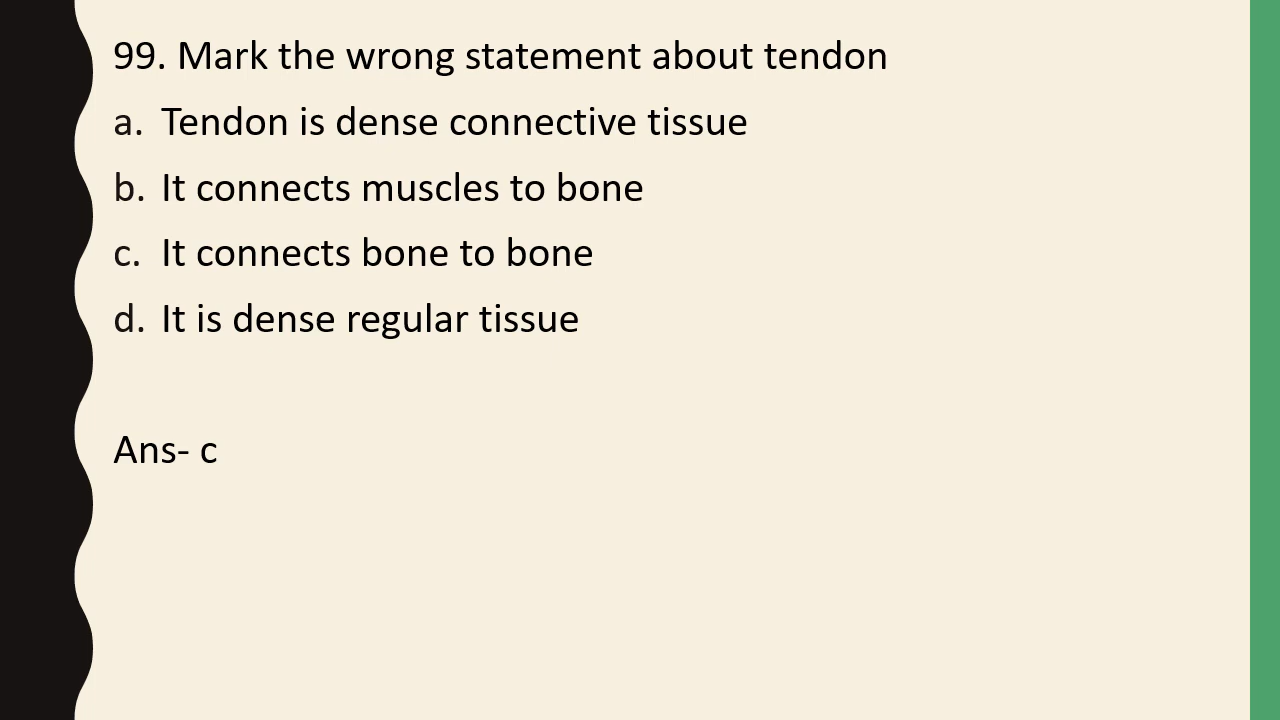 99. Mark the wrong statement about tendon
a. Tendon is dense connective tissue
b. It connects muscles to bone
c. It connects bone to bone
d. It is dense regular tissue
Ans- c